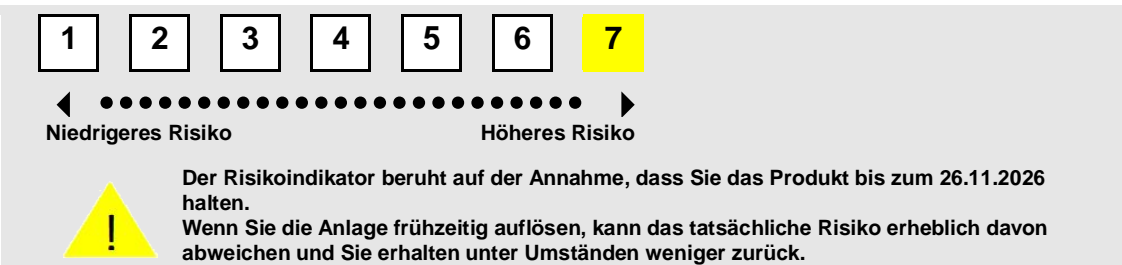 1 2 3 4 5 6 7
Niedrigeres Risiko Höheres Risiko
Der Risikoindikator beruht auf der Annahme, dass Sie das Produkt bis zum 26.11.2026
halten.
Wenn Sie die Anlage frühzeitig auflösen, kann das tatsächliche Risiko erheblich davon
abweichen und Sie erhalten unter Umständen weniger zurück.
!